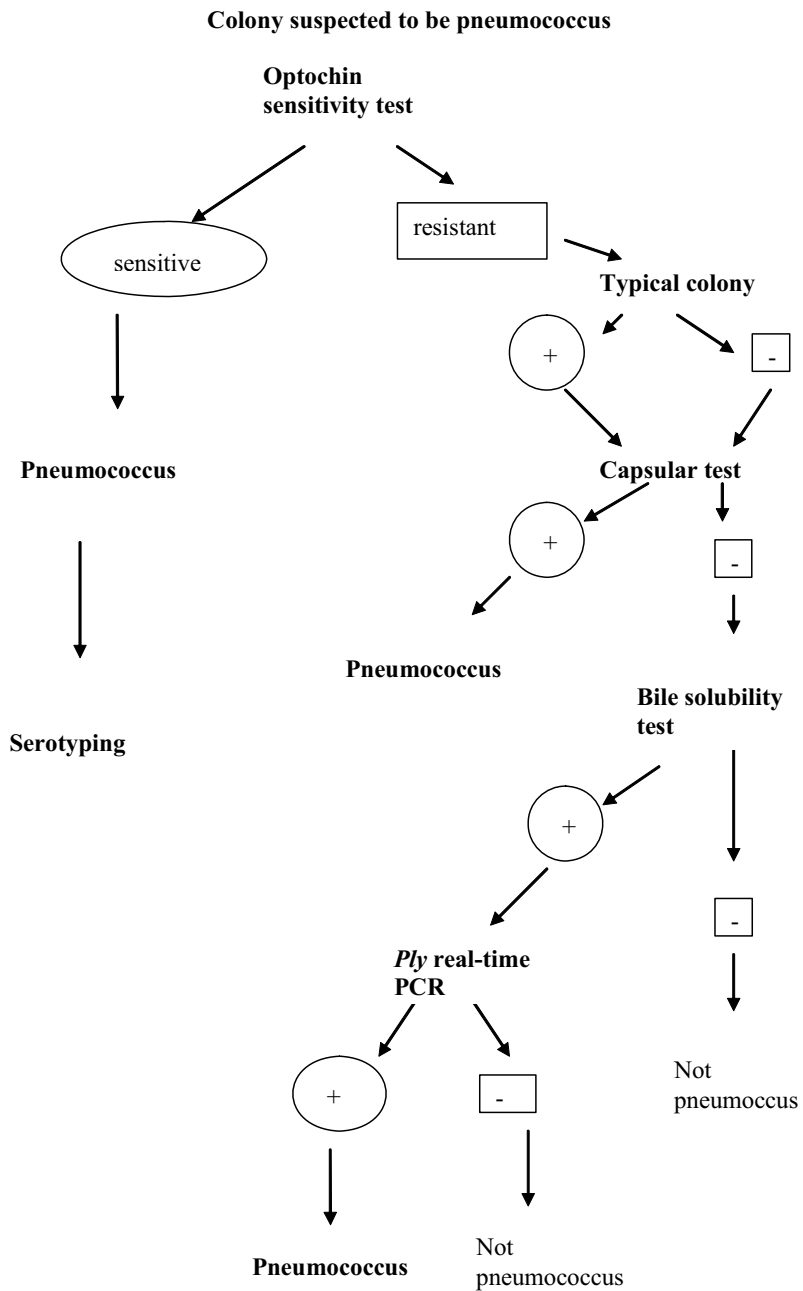 Colony suspected to be pneumococcus
Optochin
sensitivity test
sensitive
resistant
Typical colony
+
-
Pneumococcus
Capsular test
+
-
Pneumococcus
Bile solubility
test
Serotyping
+
-
Ply real-time
PCR
+
-
Not
pneumoccus
Pneumococcus
Not
pneumococcus